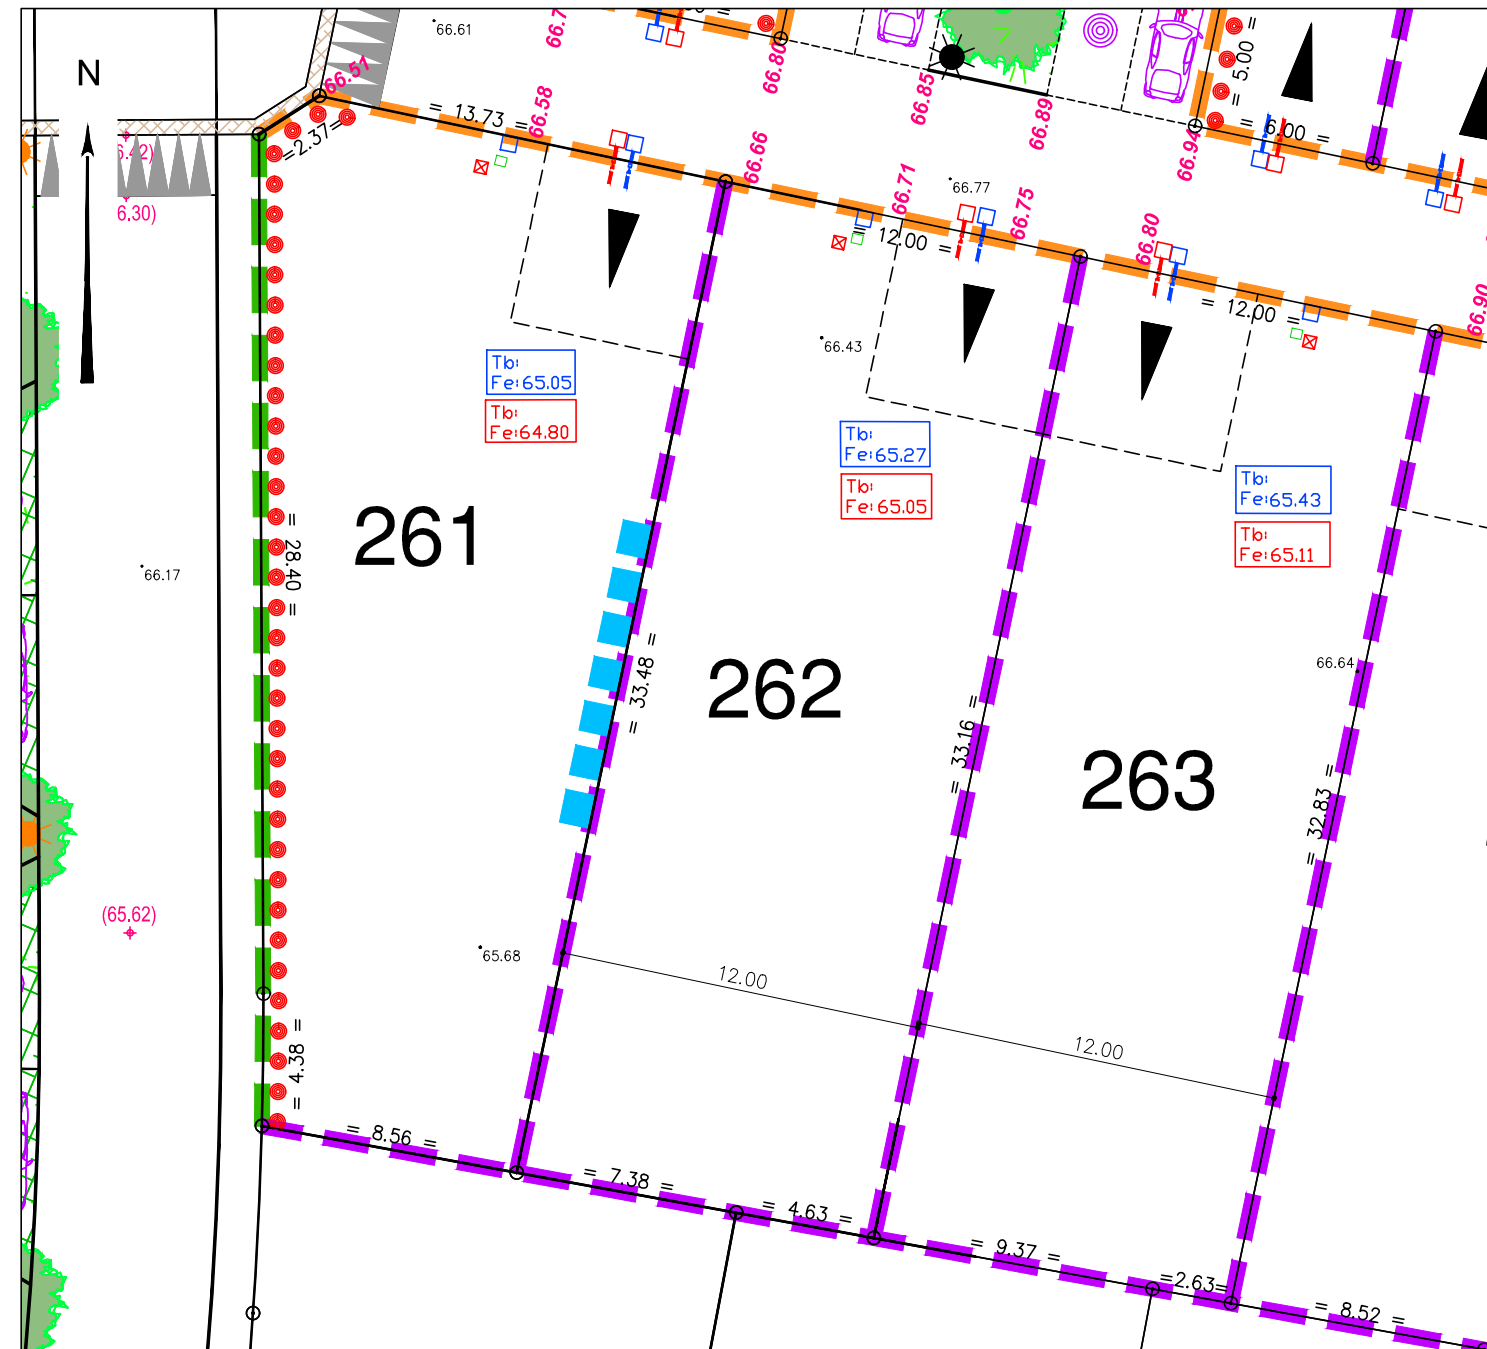 66.61
66.51
66.80
66.85
66.89
= 5.00 =
N
= 13.73 =
66.58
=2.37=
66.66
66.94
= 6.00 =
6.30)
66.71
66.77
66.75
66.80
= 12.00 =
= 12.00 =
66.90
66.43
Tb:
Fe:65.05
Tb:
Fe:64.80
Tb:
Fe:65.27
Tb:
Fe:65.05
Tb:
Fe:65.43
Tb:
Fe:65.11
261
= 28.40 =
66.17
= 33.48 =
262
66.64
= 33.16 =
263
= 32.83 =
(65.62)
65.68
12.00
12.00
= 4.38 =
= 8.56 =
= 7.38 =
= 4.63 =
= 9.37 =
=2.63=
= 8.52 =